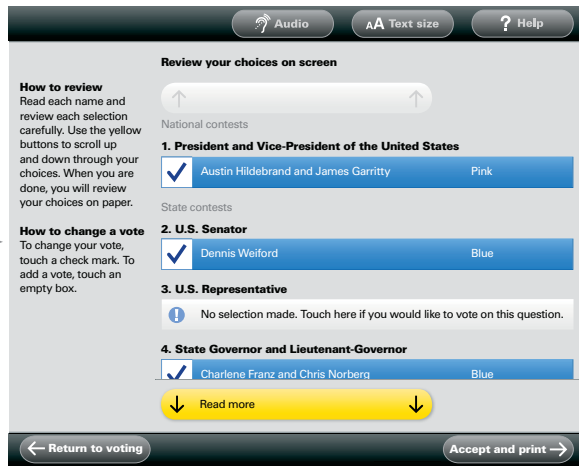 Audio
AA Text size
? Help
How to review
Read each name and
review each selection
carefully. Use the yellow
buttons to scroll up
and down through your
choices. When you are
done, you will review
your choices on paper.
How to change a vote
To change your vote,
touch a check mark. To
add a vote, touch an
empty box.
Review your choices on screen
National contests
1. President and Vice-President of the United States
Austin Hildebrand and James Garritty Pink
State contests
2. U.S. Senator
Dennis Weiford Blue
3. U.S. Representative
No selection made. Touch here if you would like to vote on this question.
4. State Governor and Lieutenant-Governor
Charlene Franz and Chris Norberg Blue
Read more
Return to voting
Accept and print